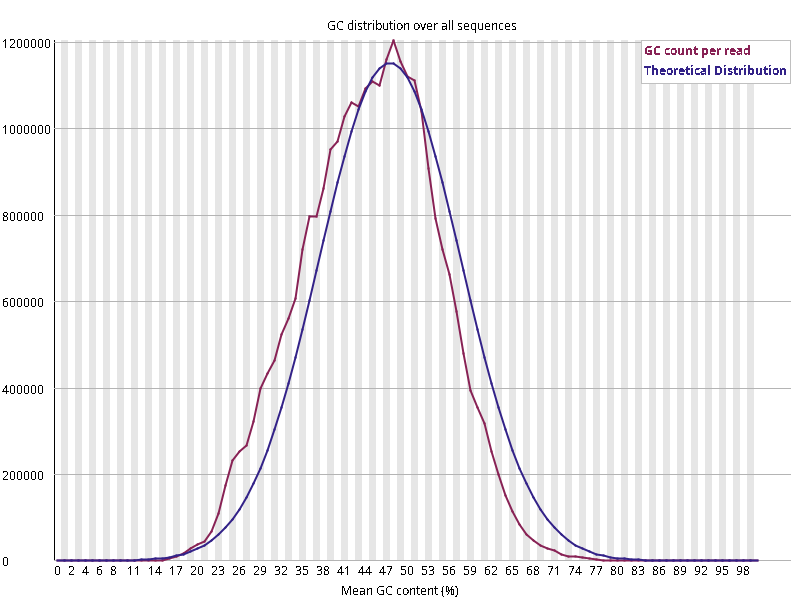 GC distribution over all sequences
GC count per read
Theoretical Distribution
1200000
1000000
800000
600000
400000
200000
0
0 2 4 6 8 11 14 17 20 23 26 29 32 35 38 41 44 47 50 53 56 59 62 65 68 71 74 77 80 83 86 89 92 95 98
Mean GC content (%)